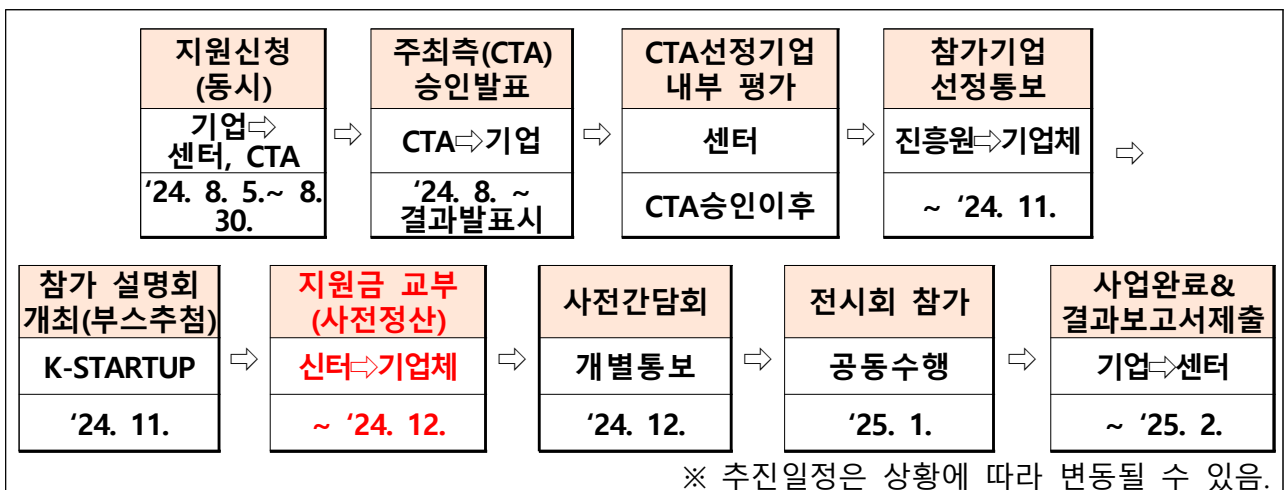 지원신청
(동시)
기업⇨
센터, CTA
‘24. 8. 5.~ 8.
30.
⇨
주최측(CTA)
승인발표
CTA⇨기업
‘24. 8. ~
결과발표시
⇨
CTA선정기업
내부 평가
센터
CTA승인이후
⇨
참가기업
선정통보
진흥원⇨기업체
~ ‘24. 11.
⇨
참가 설명회
개최(부스추첨)
K-STARTUP
‘24. 11.
⇨
지원금 교부
(사전정산)
신터⇨기업체
~ ‘24. 12.
⇨
사전간담회
개별통보
‘24. 12.
⇨
전시회 참가
공동수행
‘25. 1.
⇨
사업완료&
결과보고서제출
기업⇨센터
~ ‘25. 2.
※ 추진일정은 상황에 따라 변동될 수 있음.